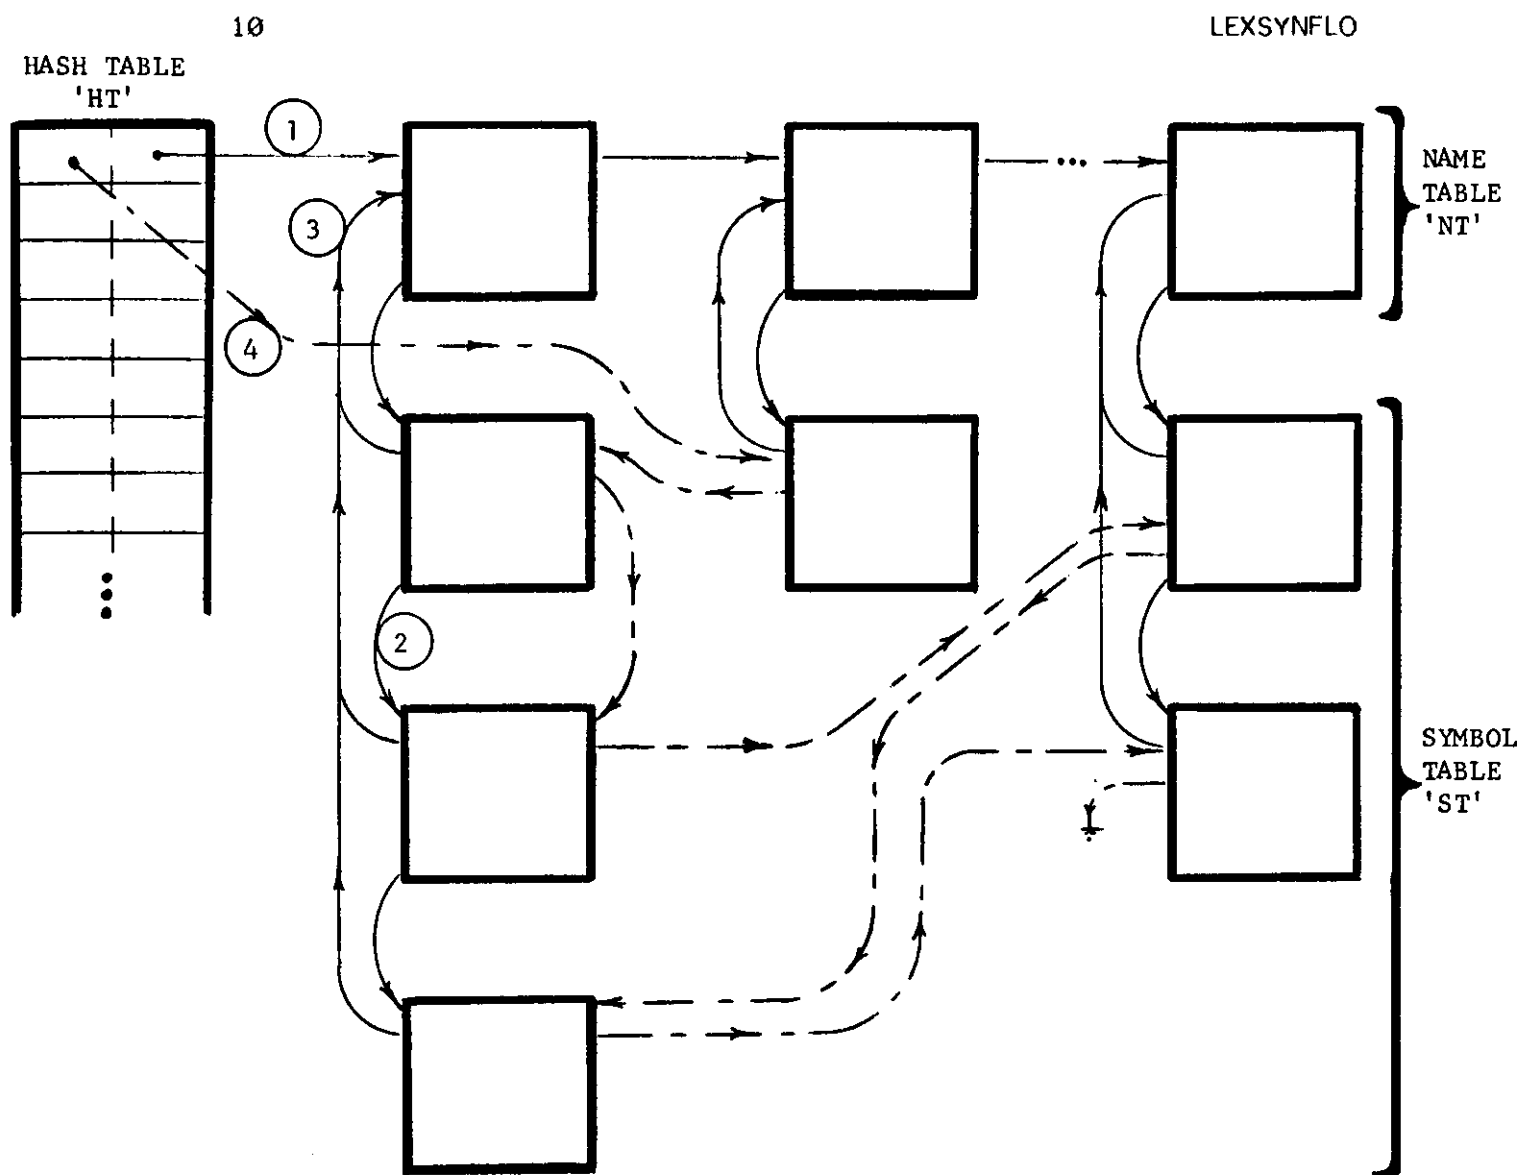 10
LEXSYNFLO
HASH TABLE
'HT'
1
3
4
2
NAME
TABLE
'NT'
SYMBOL
TABLE
'ST'